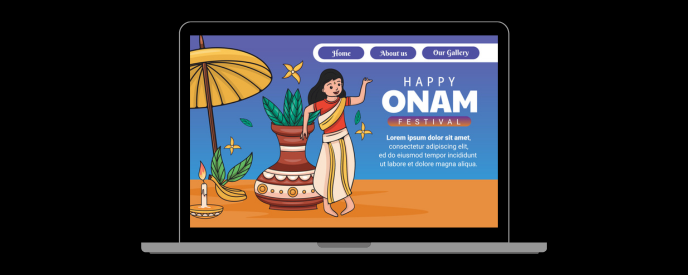 Home
About us
Our Gallery
HAPPY
ONAM
FESTIVAL
Lorem ipsum dolor sit amet,
consectetur adipiscing elit,
ed do eiusmod tempor incididunt
ut labore et dolore magna aliqua.